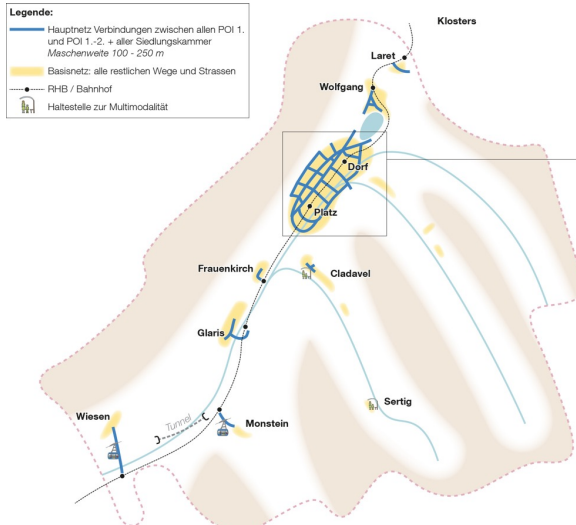 Legende:
Hauptnetz Verbindungen zwischen allen POI 1.
und POI 1.-2. + aller Siedlungskammer
Maschenweite 100 - 250 m
Basisnetz: alle restlichen Wege und Strassen
RHB / Bahnhof
Haltestelle zur Multimodalität
Klosters
Laret
Wolfgang
Dorf
Platz
Frauenkirch
Cladavel
Glaris
Sertig
Wiesen
Tunnel
Monstein